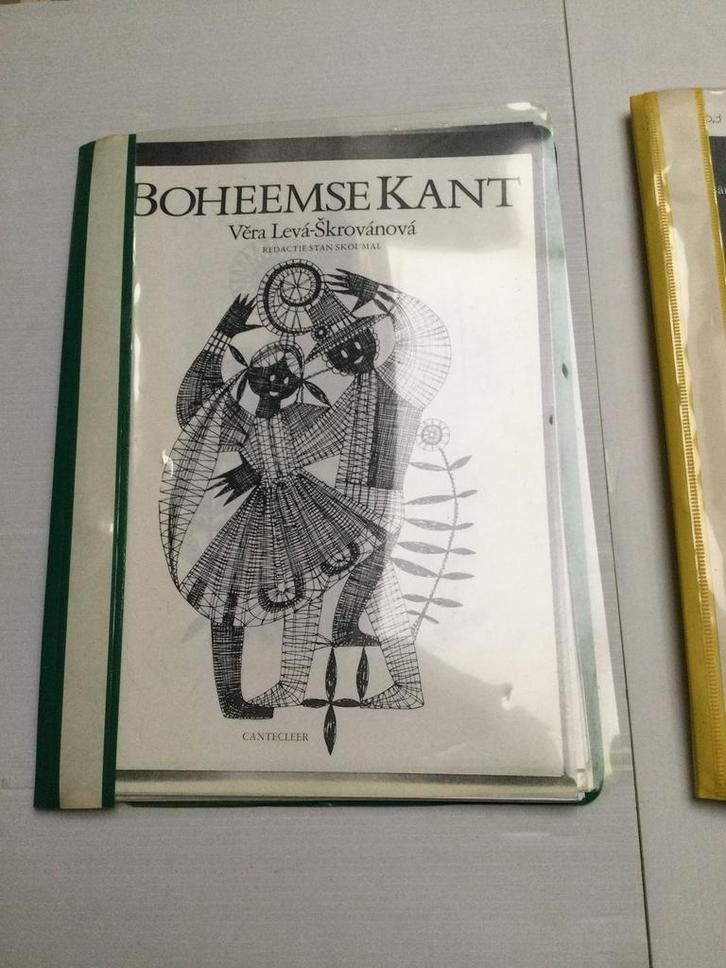 BOHEEMSE KANT
Věra Levá-Škrovánová
REDACTIE STAN SKOUMAL
CANTECLEER